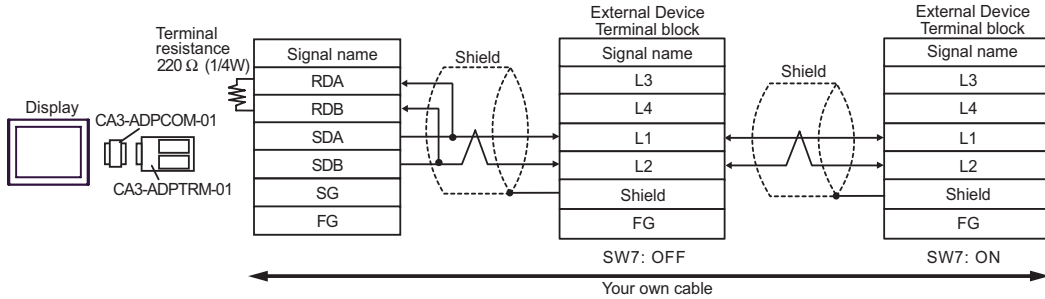 Terminal
resistance
220 Ω (1/4W)
Display
CA3-ADPCOM-01
CA3-ADPTRM-01
Signal name
RDA
RDB
SDA
SDB
SG
FG
Shield
External Device
Terminal block
Signal name
L3
L4
L1
L2
Shield
FG
SW7: OFF
Shield
External Device
Terminal block
Signal name
L3
L4
L1
L2
Shield
FG
SW7: ON
Your own cable